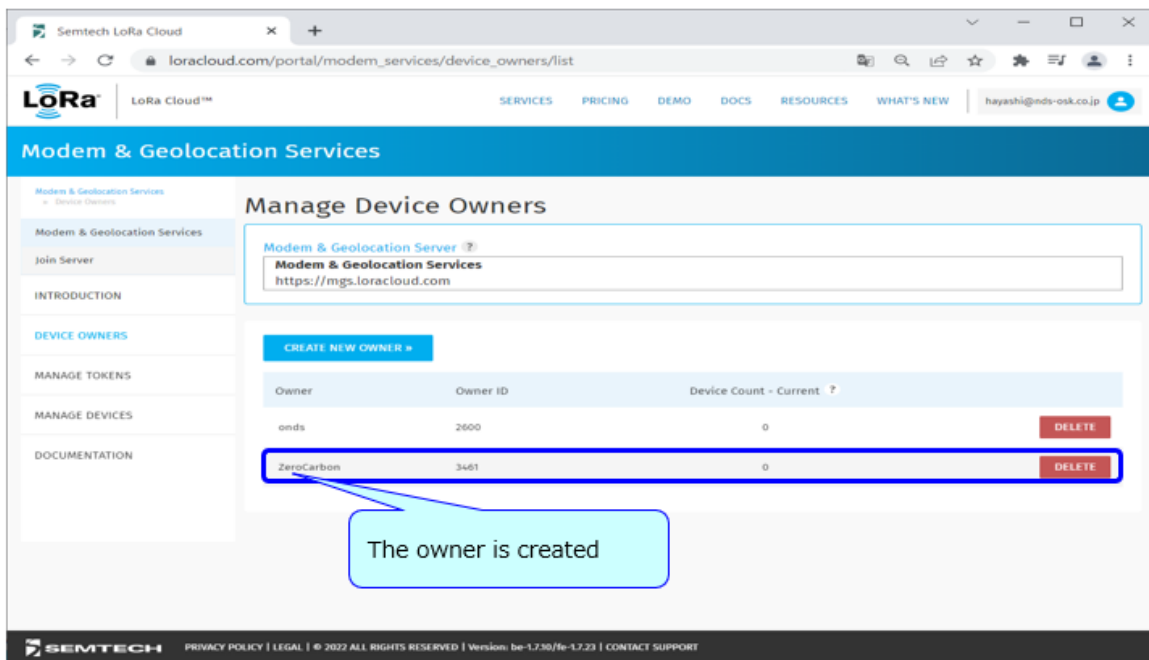 Semtech LoRa Cloud
loracloud.com/portal/modem_services/device_owners/list
LoRa LoRa Cloud™ SERVICES PRICING DEMO DOCS RESOURCES WHAT'S NEW hayashi@nds-osk.co.jp
Modem & Geolocation Services
Modem & Geolocation Services
» Device Owners
Modem & Geolocation Services
Join Server
INTRODUCTION
DEVICE OWNERS
MANAGE TOKENS
MANAGE DEVICES
DOCUMENTATION
Manage Device Owners
Modem & Geolocation Server ?
Modem & Geolocation Services
https://mgs.loracloud.com
CREATE NEW OWNER »
Owner Owner ID Device Count - Current ?
onds 2600 0 DELETE
ZeroCarbon 3461 0 DELETE
The owner is created
SEMTECH PRIVACY POLICY | LEGAL | © 2022 ALL RIGHTS RESERVED | Version: be-1.7.10/fe-1.7.23 | CONTACT SUPPORT